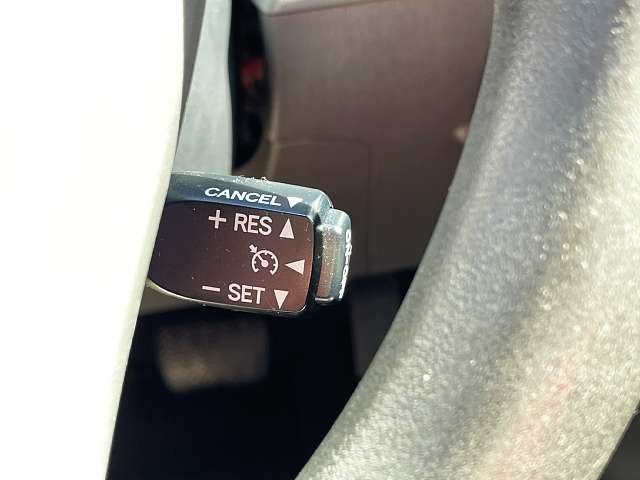 CANCEL▼
+ RES ▲
◀
− SET ▼